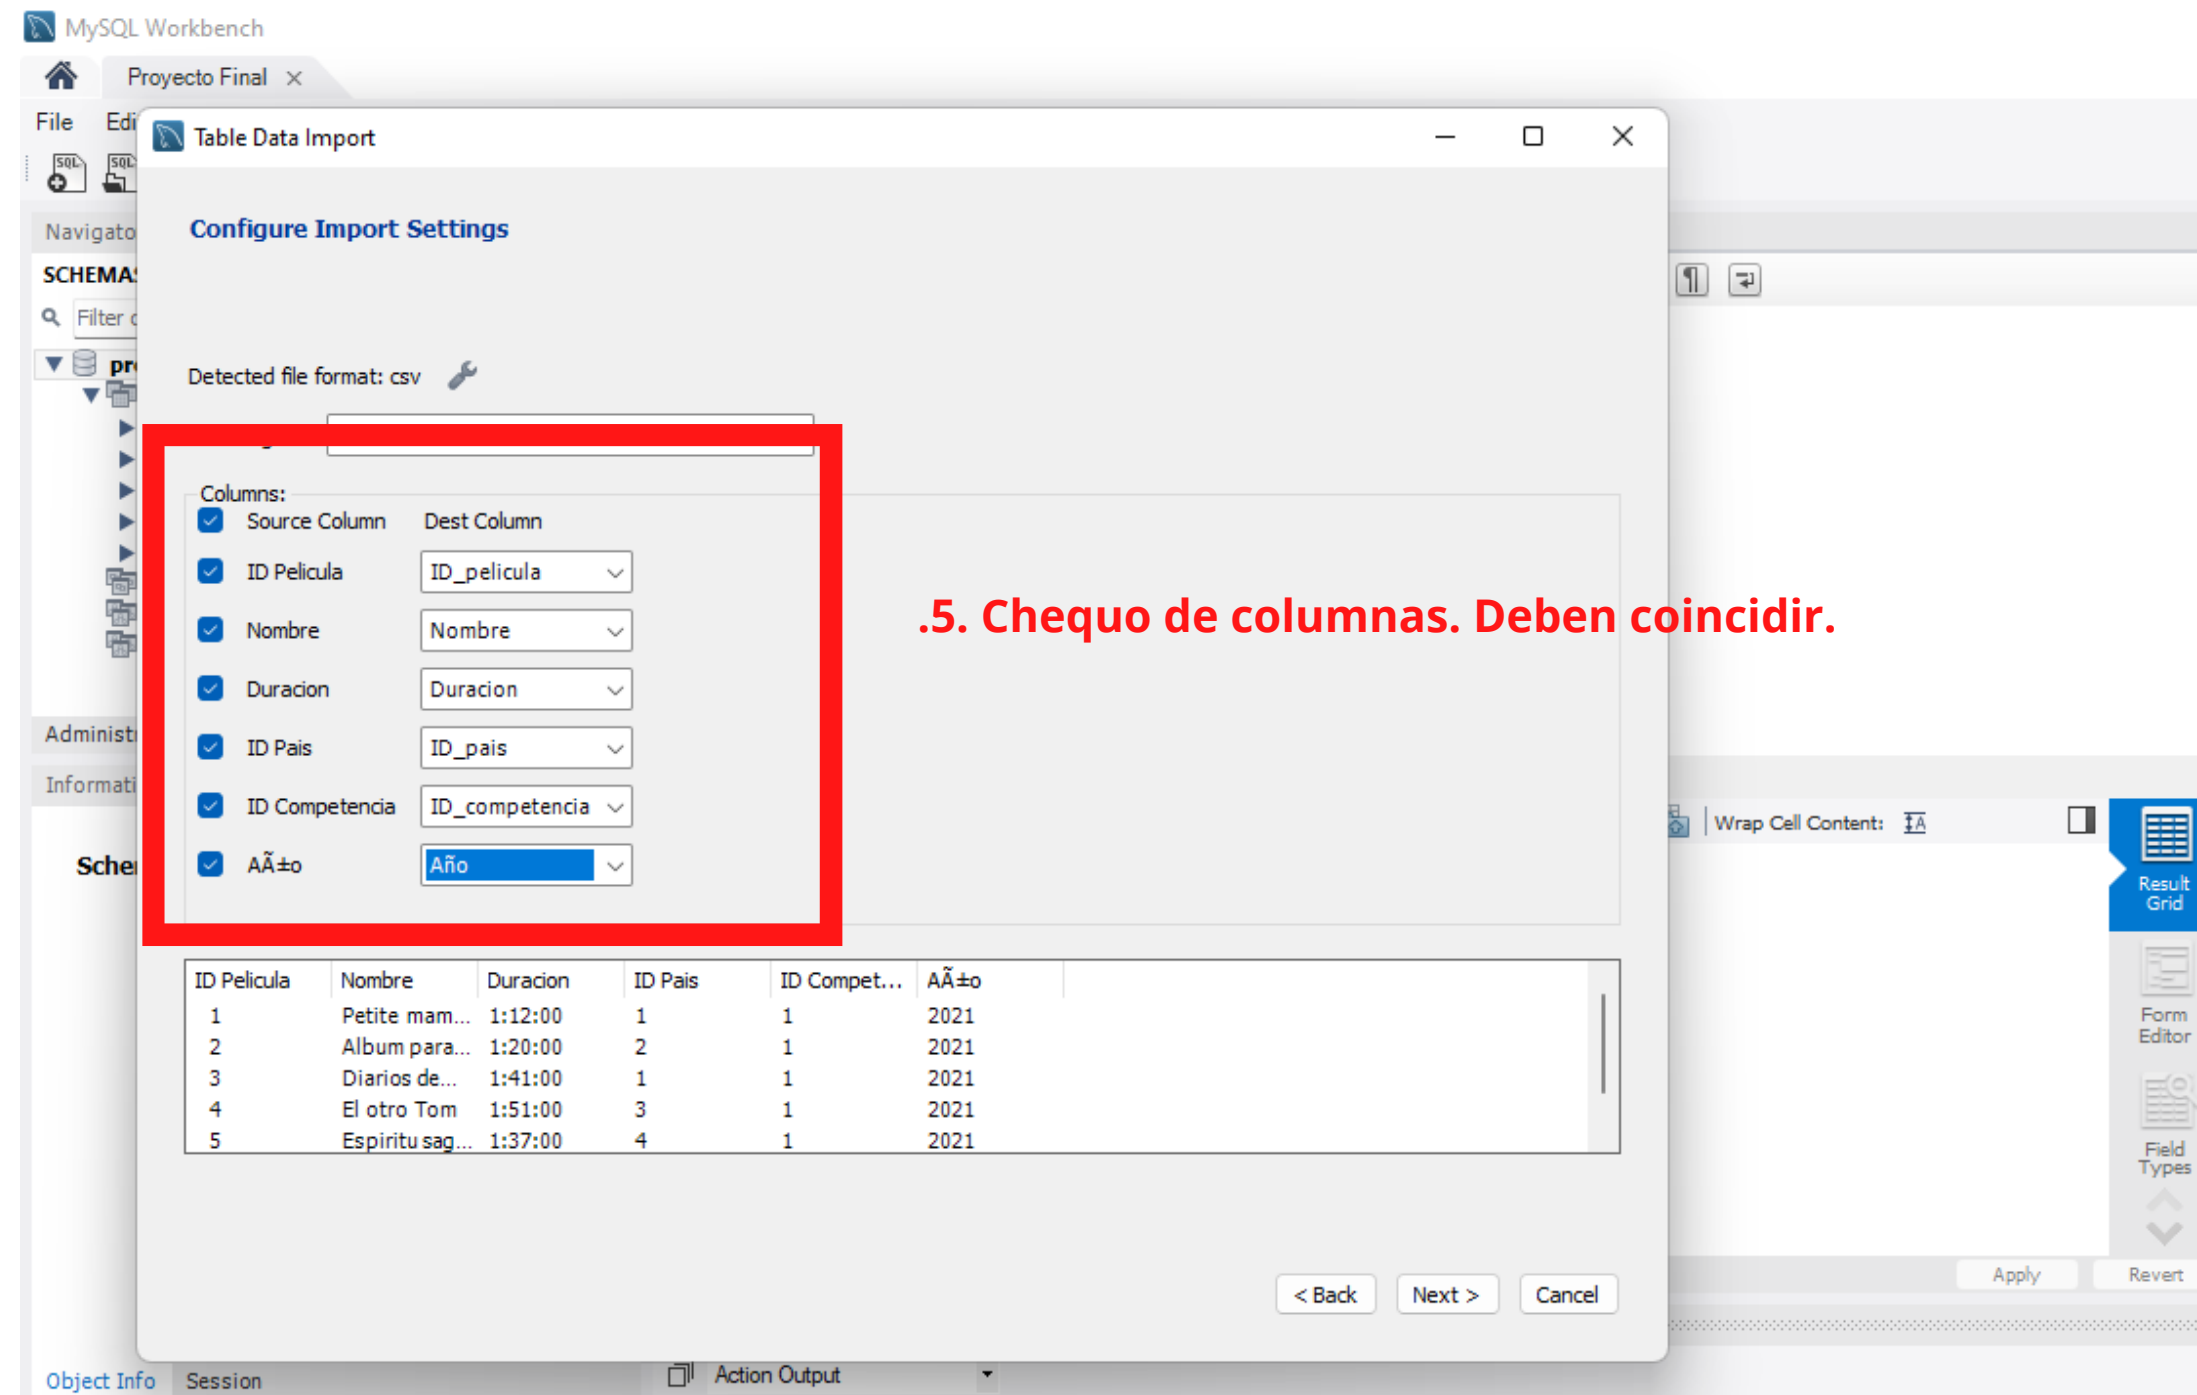 MySQL Workbench
Proyecto Final
File Edi
Table Data Import
SQL SQL
Configure Import Settings
Navigato
SCHEMAS
Filter o
Detected file format: csv
pro
Columns:
Source Column Dest Column
ID Pelicula ID_pelicula
Nombre Nombre
.5. Chequo de columnas. Deben coincidir.
Duracion Duracion
Administr
ID Pais ID_pais
Informati
ID Competencia ID_competencia
Wrap Cell Content:
AÃ±o Año
Schem
Result
Grid
ID Pelicula Nombre Duracion ID Pais ID Compet... AÃ±o
1 Petite mam... 1:12:00 1 1 2021
2 Album para... 1:20:00 2 1 2021
3 Diarios de... 1:41:00 1 1 2021
4 El otro Tom 1:51:00 3 1 2021
5 Espiritu sag... 1:37:00 4 1 2021
Form
Editor
Field
Types
< Back Next > Cancel
Apply Revert
Object Info Session
Action Output